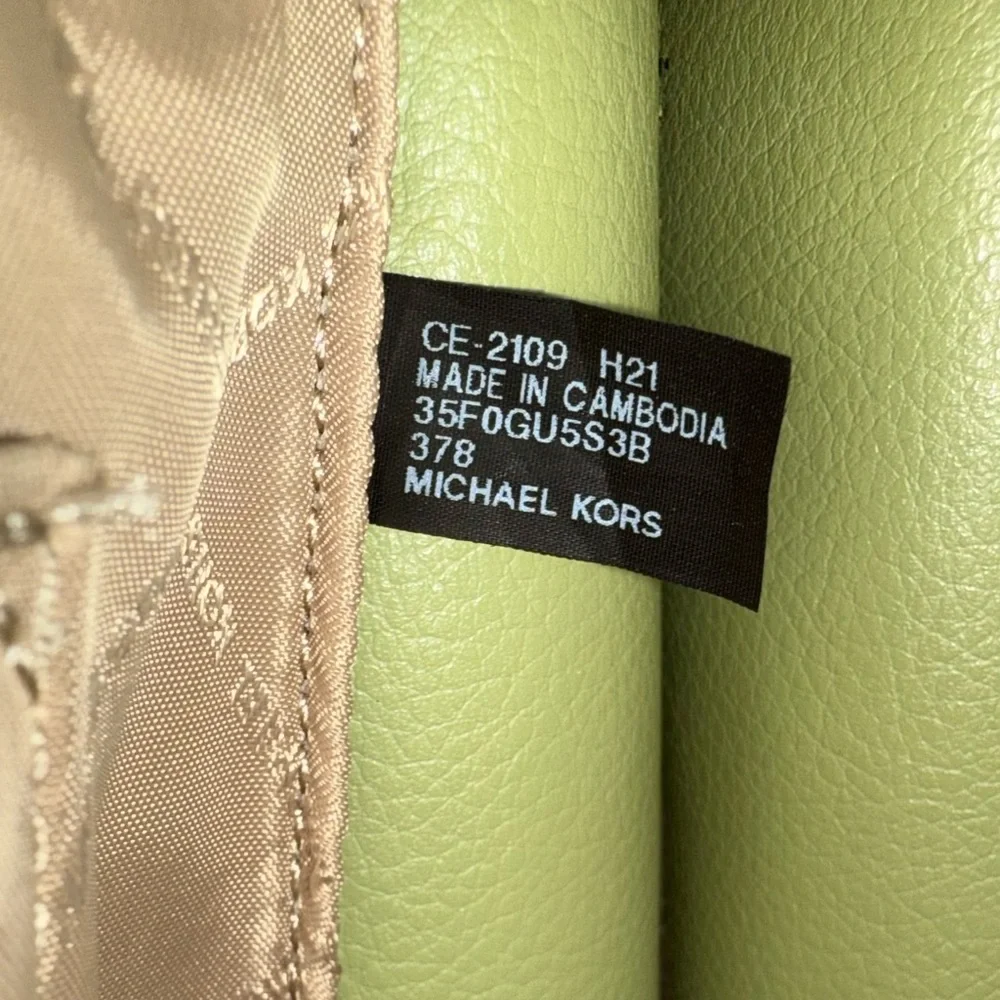 CE-2109 H21
MADE IN CAMBODIA
35F0GU5S3B
378
MICHAEL KORS